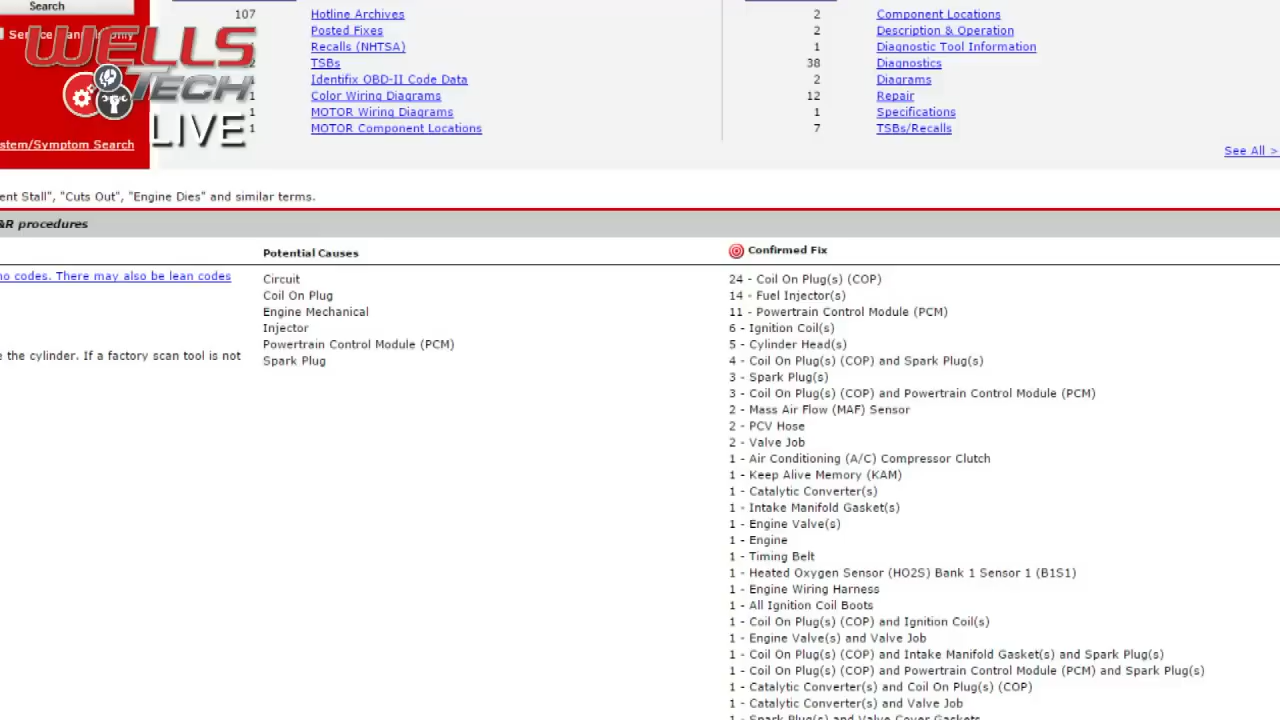 Search
WELLS
TECH
LIVE
stem/Symptom Search
107 Hotline Archives
Posted Fixes
Recalls (NHTSA)
TSBs
Identifix OBD-II Code Data
1 Color Wiring Diagrams
1 MOTOR Wiring Diagrams
1 MOTOR Component Locations
2 Component Locations
2 Description & Operation
1 Diagnostic Tool Information
38 Diagnostics
2 Diagrams
12 Repair
1 Specifications
7 TSBs/Recalls
See All >
ent Stall", "Cuts Out", "Engine Dies" and similar terms.
&R procedures
no codes. There may also be lean codes
e the cylinder. If a factory scan tool is not
Potential Causes
Circuit
Coil On Plug
Engine Mechanical
Injector
Powertrain Control Module (PCM)
Spark Plug
Confirmed Fix
24 - Coil On Plug(s) (COP)
14 - Fuel Injector(s)
11 - Powertrain Control Module (PCM)
6 - Ignition Coil(s)
5 - Cylinder Head(s)
4 - Coil On Plug(s) (COP) and Spark Plug(s)
3 - Spark Plug(s)
3 - Coil On Plug(s) (COP) and Powertrain Control Module (PCM)
2 - Mass Air Flow (MAF) Sensor
2 - PCV Hose
2 - Valve Job
1 - Air Conditioning (A/C) Compressor Clutch
1 - Keep Alive Memory (KAM)
1 - Catalytic Converter(s)
1 - Intake Manifold Gasket(s)
1 - Engine Valve(s)
1 - Engine
1 - Timing Belt
1 - Heated Oxygen Sensor (HO2S) Bank 1 Sensor 1 (B1S1)
1 - Engine Wiring Harness
1 - All Ignition Coil Boots
1 - Coil On Plug(s) (COP) and Ignition Coil(s)
1 - Engine Valve(s) and Valve Job
1 - Coil On Plug(s) (COP) and Intake Manifold Gasket(s) and Spark Plug(s)
1 - Coil On Plug(s) (COP) and Powertrain Control Module (PCM) and Spark Plug(s)
1 - Catalytic Converter(s) and Coil On Plug(s) (COP)
1 - Catalytic Converter(s) and Valve Job
1 - Spark Plug(s) and Valve Cover Gaskets